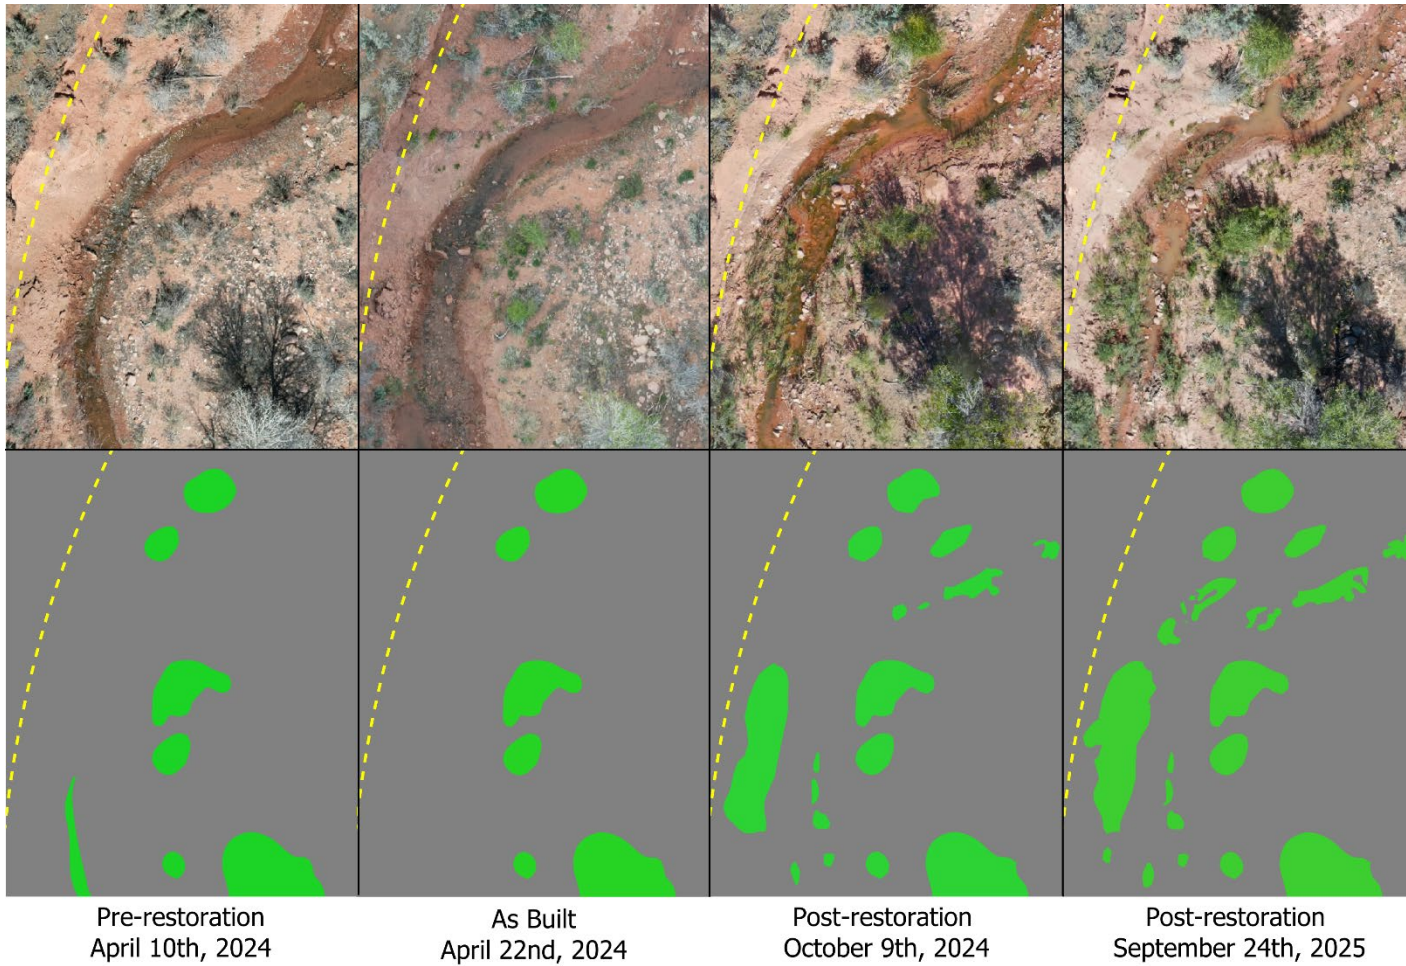 Pre-restoration
April 10th, 2024
As Built
April 22nd, 2024
Post-restoration
October 9th, 2024
Post-restoration
September 24th, 2025